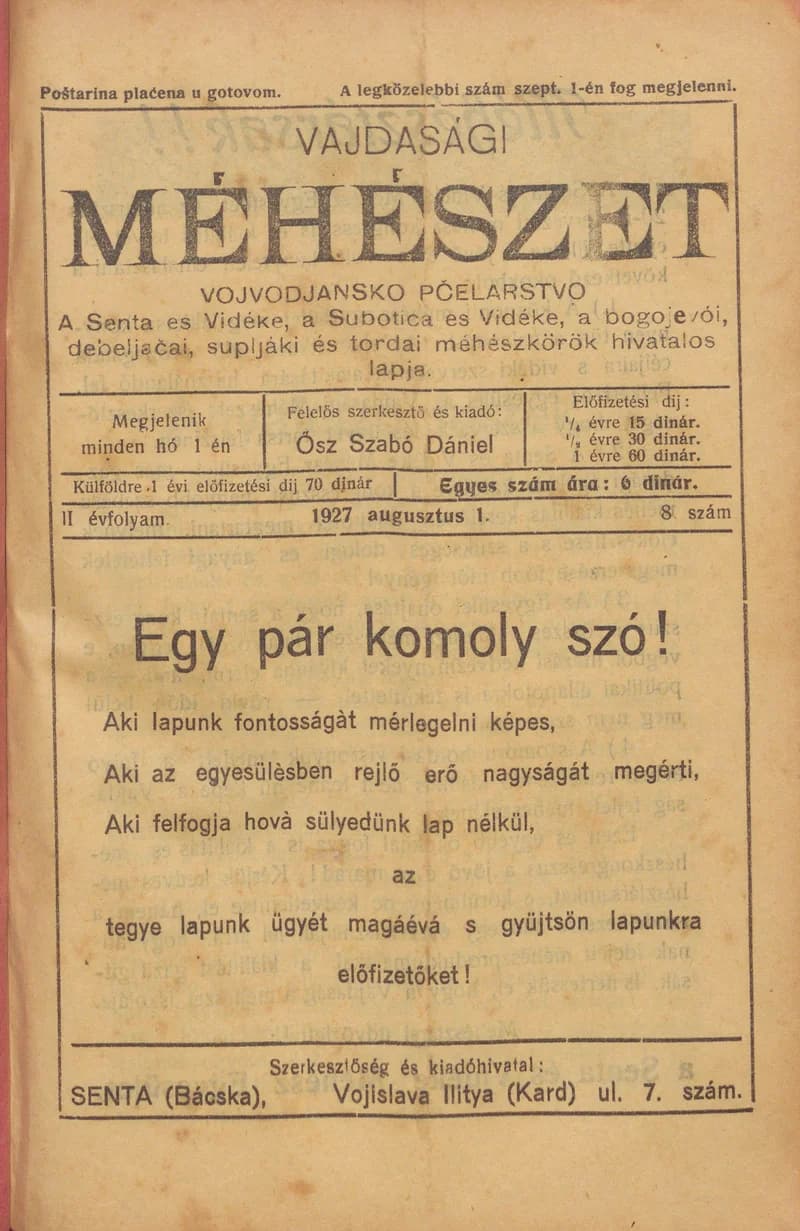 Poštarina plaćena u gotovom. A legközelebbi szám szept. 1-én fog megjelenni.
VAJDASÁGI
MÉHÉSZET
VOJVODJANSKO PČELARSTVO
A Senta es Vidéke, a Subotica es Vidéke, a bogojevói,
debeljačai, supljáki és tordai méhészkörök hivatalos
lapja.
Megjelenik
minden hó 1 én
Felelős szerkesztő és kiadó:
Ősz Szabó Dániel
Előfizetési dij:
1/4 évre 15 dinár.
1/2 évre 30 dinár.
1 évre 60 dinár.
Külföldre 1 évi előfizetési dij 70 dinár | Egyes szám ára: 6 dinár.
II évfolyam. 1927 augusztus 1. 8 szám
Egy pár komoly szó!
Aki lapunk fontosságàt mérlegelni képes,
Aki az egyesülèsben rejlő erő nagyságát megérti,
Aki felfogja hovà sülyedünk lap nélkül,
az
tegye lapunk ügyét magáévá s gyüjtsön lapunkra
előfizetőket!
Szerkesztőség és kiadóhivatal:
SENTA (Bácska), Vojislava Ilitya (Kard) ul. 7. szám.